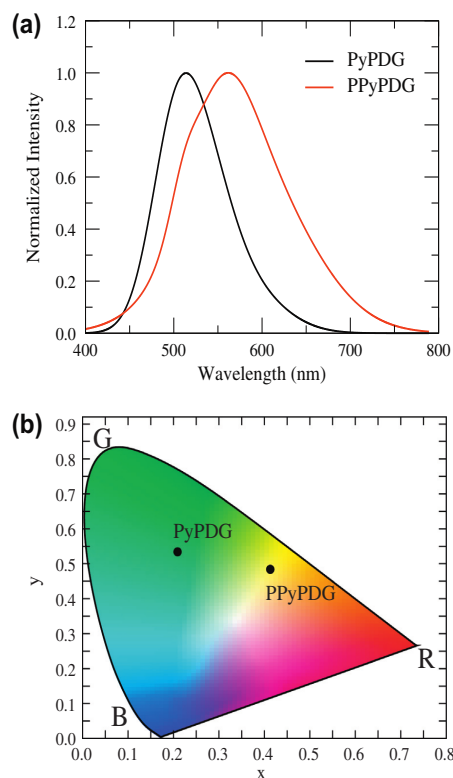 (a)
1.2
1.0
0.8
0.6
0.4
0.2
0.0
Normalized Intensity
PyPDG
PPyPDG
400 500 600 700 800
Wavelength (nm)
(b)
0.9
0.8
0.7
0.6
0.5
0.4
0.3
0.2
0.1
0.0
y
G
PyPDG
PPyPDG
R
B
0.0 0.1 0.2 0.3 0.4 0.5 0.6 0.7 0.8
x